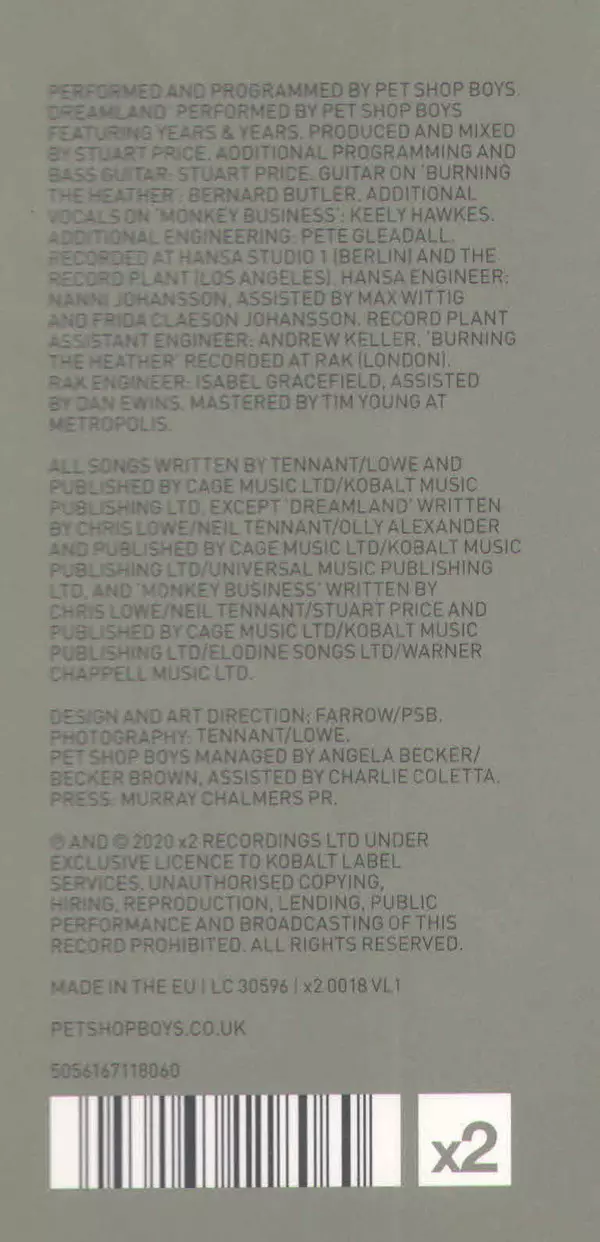 PERFORMED AND PROGRAMMED BY PET SHOP BOYS.
'DREAMLAND' PERFORMED BY PET SHOP BOYS
FEATURING YEARS & YEARS. PRODUCED AND MIXED
BY STUART PRICE. ADDITIONAL PROGRAMMING AND
BASS GUITAR: STUART PRICE. GUITAR ON 'BURNING
THE HEATHER': BERNARD BUTLER. ADDITIONAL
VOCALS ON 'MONKEY BUSINESS': KEELY HAWKES.
ADDITIONAL ENGINEERING: PETE GLEADALL.
RECORDED AT HANSA STUDIO 1 (BERLIN) AND THE
RECORD PLANT (LOS ANGELES). HANSA ENGINEER:
NANNI JOHANSSON, ASSISTED BY MAX WITTIG
AND FRIDA CLAESON JOHANSSON. RECORD PLANT
ASSISTANT ENGINEER: ANDREW KELLER. 'BURNING
THE HEATHER' RECORDED AT RAK (LONDON).
RAK ENGINEER: ISABEL GRACEFIELD, ASSISTED
BY DAN EWINS. MASTERED BY TIM YOUNG AT
METROPOLIS.
ALL SONGS WRITTEN BY TENNANT/LOWE AND
PUBLISHED BY CAGE MUSIC LTD/KOBALT MUSIC
PUBLISHING LTD, EXCEPT 'DREAMLAND' WRITTEN
BY CHRIS LOWE/NEIL TENNANT/OLLY ALEXANDER
AND PUBLISHED BY CAGE MUSIC LTD/KOBALT MUSIC
PUBLISHING LTD/UNIVERSAL MUSIC PUBLISHING
LTD, AND 'MONKEY BUSINESS' WRITTEN BY
CHRIS LOWE/NEIL TENNANT/STUART PRICE AND
PUBLISHED BY CAGE MUSIC LTD/KOBALT MUSIC
PUBLISHING LTD/ELODINE SONGS LTD/WARNER
CHAPPELL MUSIC LTD.
DESIGN AND ART DIRECTION: FARROW/PSB.
PHOTOGRAPHY: TENNANT/LOWE.
PET SHOP BOYS MANAGED BY ANGELA BECKER/
BECKER BROWN, ASSISTED BY CHARLIE COLETTA.
PRESS: MURRAY CHALMERS PR.
℗ AND © 2020 x2 RECORDINGS LTD UNDER
EXCLUSIVE LICENCE TO KOBALT LABEL
SERVICES. UNAUTHORISED COPYING,
HIRING, REPRODUCTION, LENDING, PUBLIC
PERFORMANCE AND BROADCASTING OF THIS
RECORD PROHIBITED. ALL RIGHTS RESERVED.
MADE IN THE EU | LC 30596 | x2 0018 VL1
PETSHOPBOYS.CO.UK
5056167118060
x2